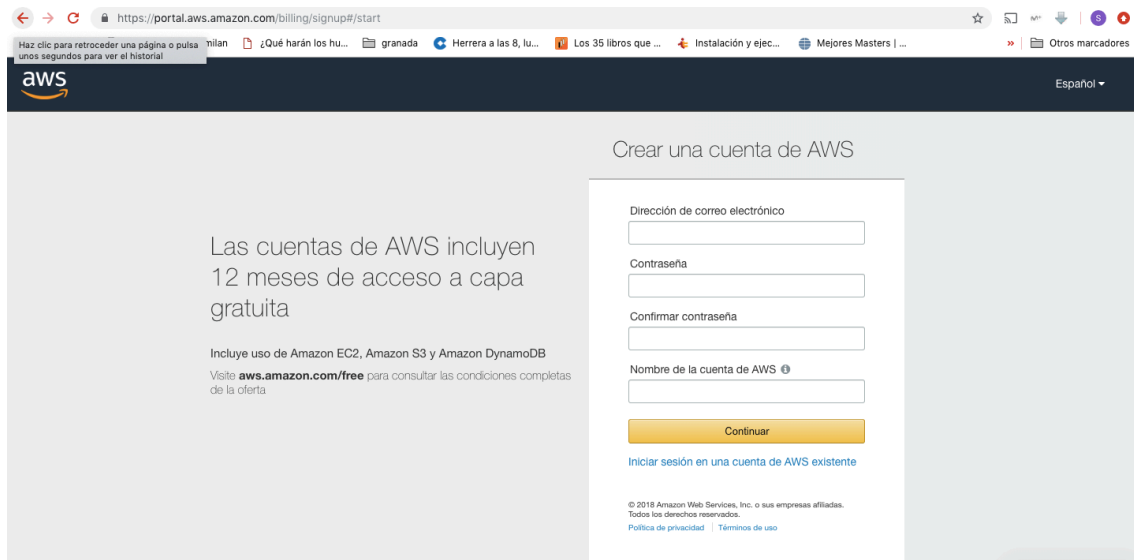 https://portal.aws.amazon.com/billing/signup#/start
S
Haz clic para retroceder una página o pulsa
unos segundos para ver el historial
milan
¿Qué harán los hu...
granada
Herrera a las 8, lu...
Los 35 libros que ...
Instalación y ejec...
Mejores Masters | ...
»
Otros marcadores
aws
Español
Crear una cuenta de AWS
Las cuentas de AWS incluyen
12 meses de acceso a capa
gratuita
Incluye uso de Amazon EC2, Amazon S3 y Amazon DynamoDB
Visite aws.amazon.com/free para consultar las condiciones completas
de la oferta
Dirección de correo electrónico
Contraseña
Confirmar contraseña
Nombre de la cuenta de AWS
Continuar
Iniciar sesión en una cuenta de AWS existente
© 2018 Amazon Web Services, Inc. o sus empresas afiliadas.
Todos los derechos reservados.
Política de privacidad | Términos de uso